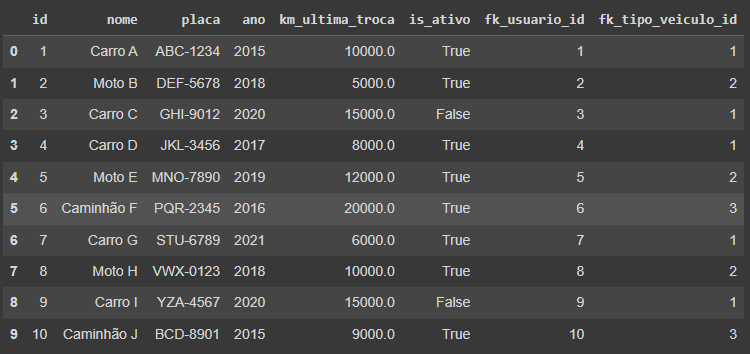 id nome placa ano km_ultima_troca is_ativo fk_usuario_id fk_tipo_veiculo_id
0 1 Carro A ABC-1234 2015 10000.0 True 1 1
1 2 Moto B DEF-5678 2018 5000.0 True 2 2
2 3 Carro C GHI-9012 2020 15000.0 False 3 1
3 4 Carro D JKL-3456 2017 8000.0 True 4 1
4 5 Moto E MNO-7890 2019 12000.0 True 5 2
5 6 Caminhão F PQR-2345 2016 20000.0 True 6 3
6 7 Carro G STU-6789 2021 6000.0 True 7 1
7 8 Moto H VWX-0123 2018 10000.0 True 8 2
8 9 Carro I YZA-4567 2020 15000.0 False 9 1
9 10 Caminhão J BCD-8901 2015 9000.0 True 10 3